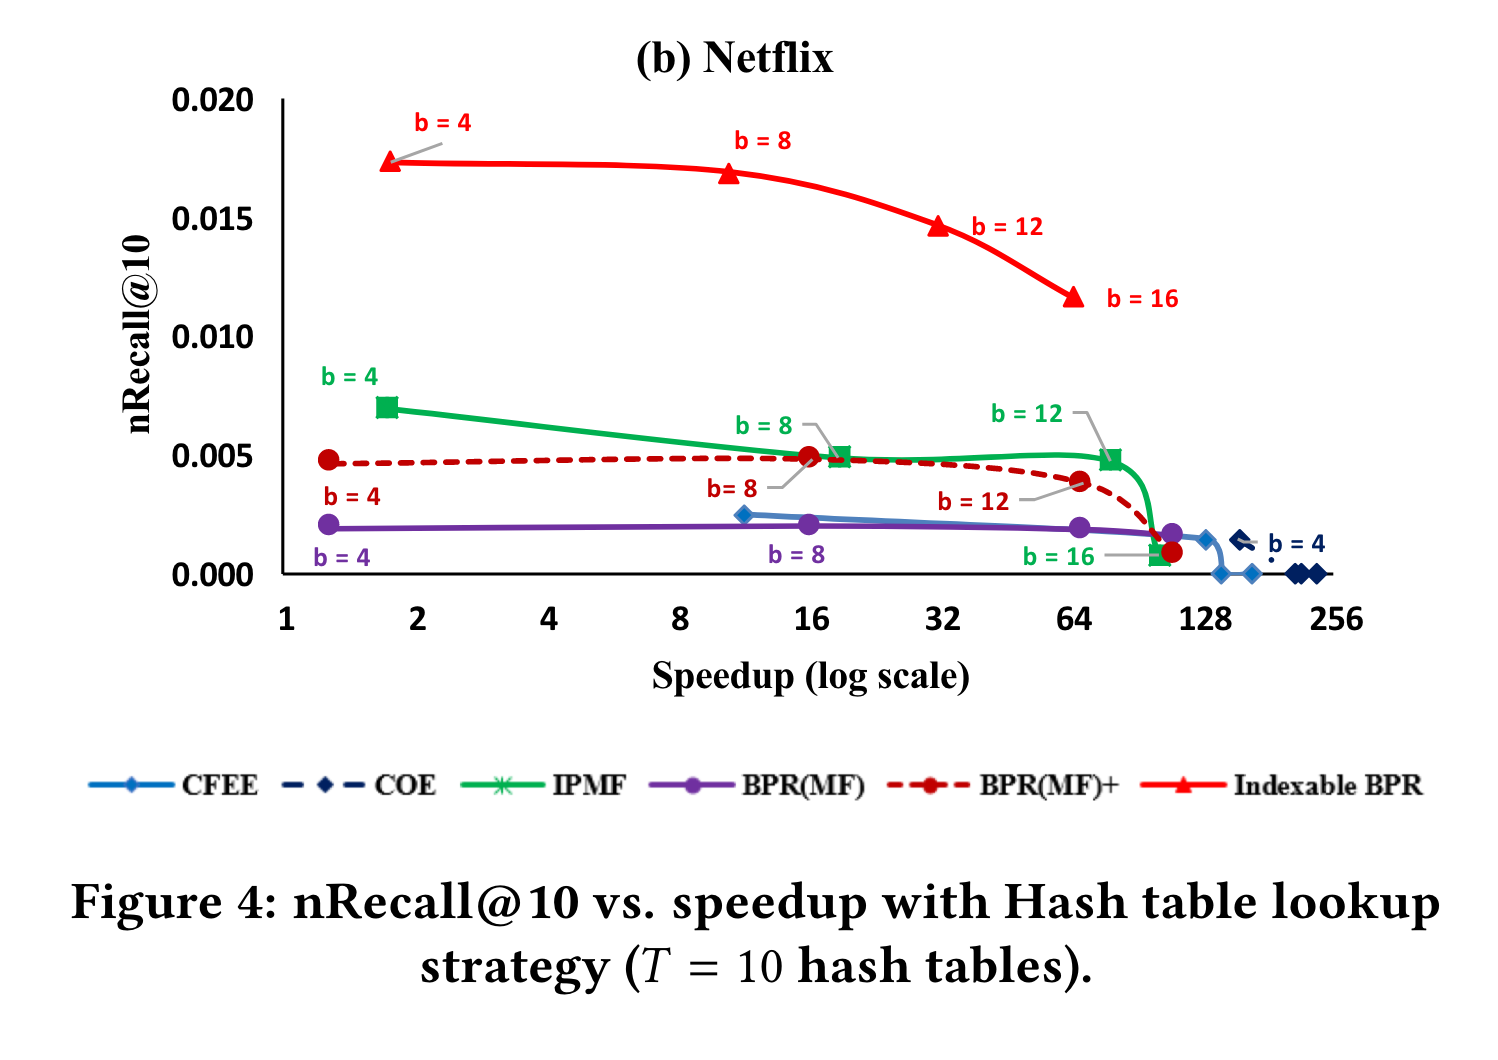 (b) Netflix
0.020
0.015
0.010
0.005
0.000
nRecall@10
b = 4
b = 8
b = 12
b = 16
b = 4
b = 8
b = 12
b = 4
b= 8
b = 12
b = 4
b = 8
b = 16
b = 4
1 2 4 8 16 32 64 128 256
Speedup (log scale)
CFEE COE IPMF BPR(MF) BPR(MF)+ Indexable BPR
Figure 4: nRecall@10 vs. speedup with Hash table lookup
strategy (T = 10 hash tables).